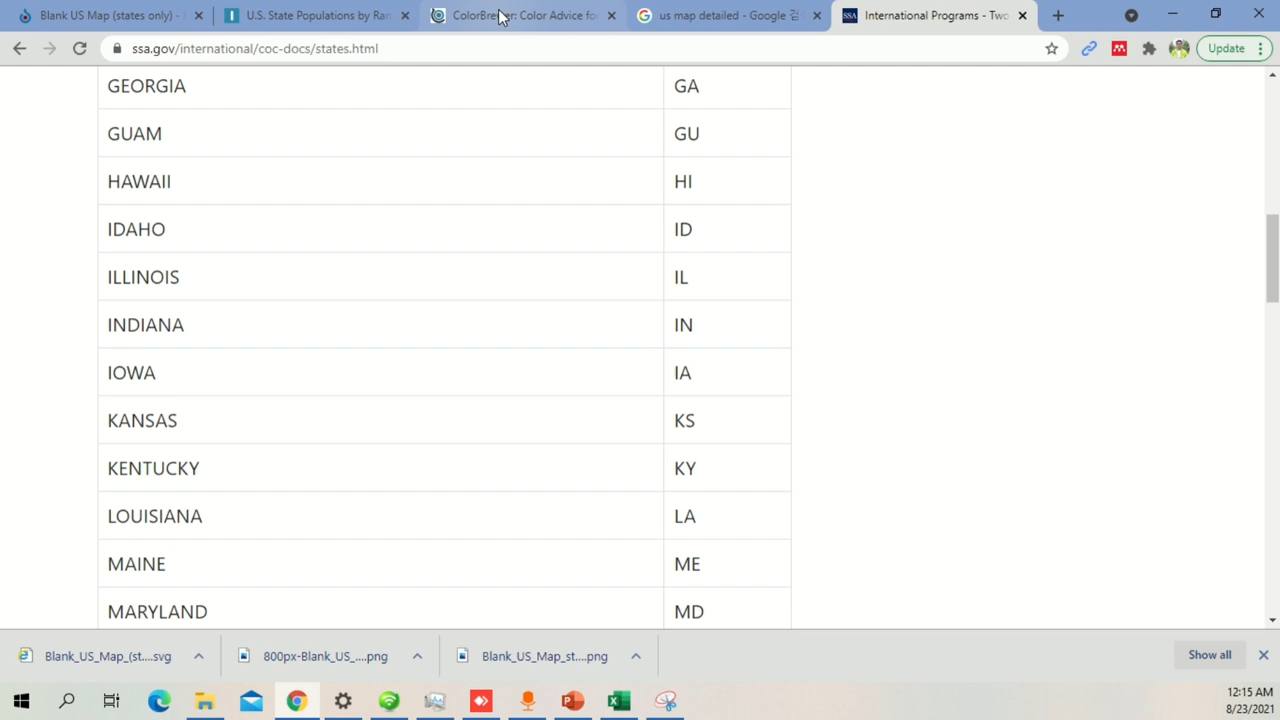 Blank US Map (states only) -
U.S. State Populations by Ran
ColorBrewer: Color Advice fo
us map detailed - Google 검
International Programs - Two
ssa.gov/international/coc-docs/states.html
Update
GEORGIA GA
GUAM GU
HAWAII HI
IDAHO ID
ILLINOIS IL
INDIANA IN
IOWA IA
KANSAS KS
KENTUCKY KY
LOUISIANA LA
MAINE ME
MARYLAND MD
Blank_US_Map_(st....svg
800px-Blank_US_....png
Blank_US_Map_st....png
Show all
12:15 AM
8/23/2021